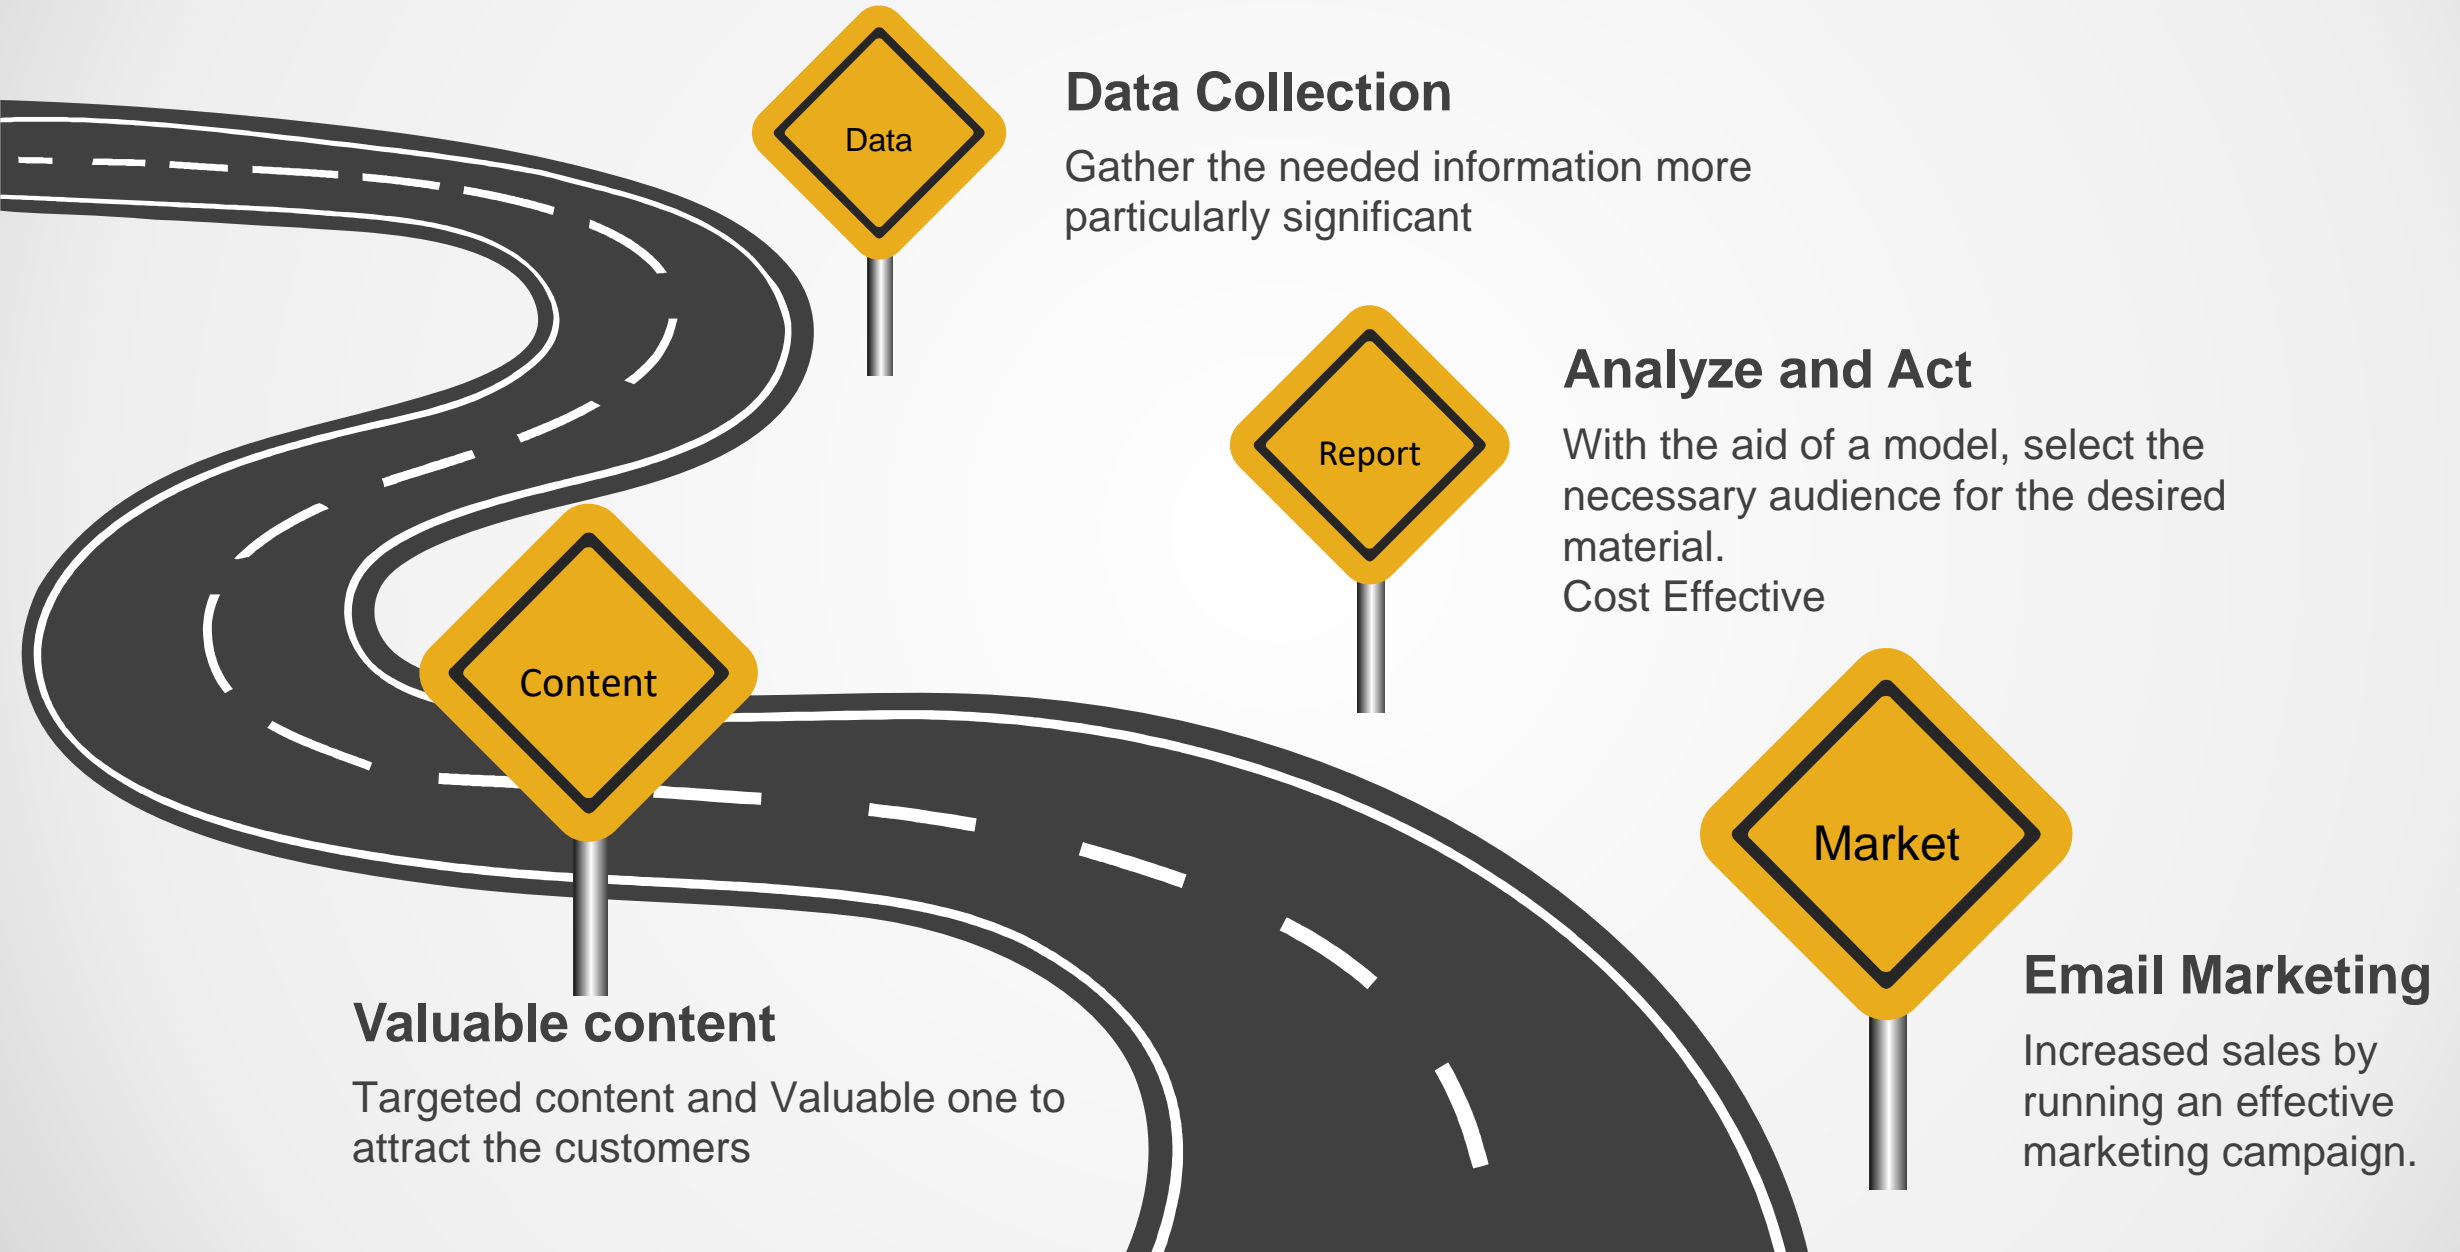 Data
Data Collection
Gather the needed information more
particularly significant
Report
Analyze and Act
With the aid of a model, select the
necessary audience for the desired
material.
Cost Effective
Content
Valuable content
Targeted content and Valuable one to
attract the customers
Market
Email Marketing
Increased sales by
running an effective
marketing campaign.